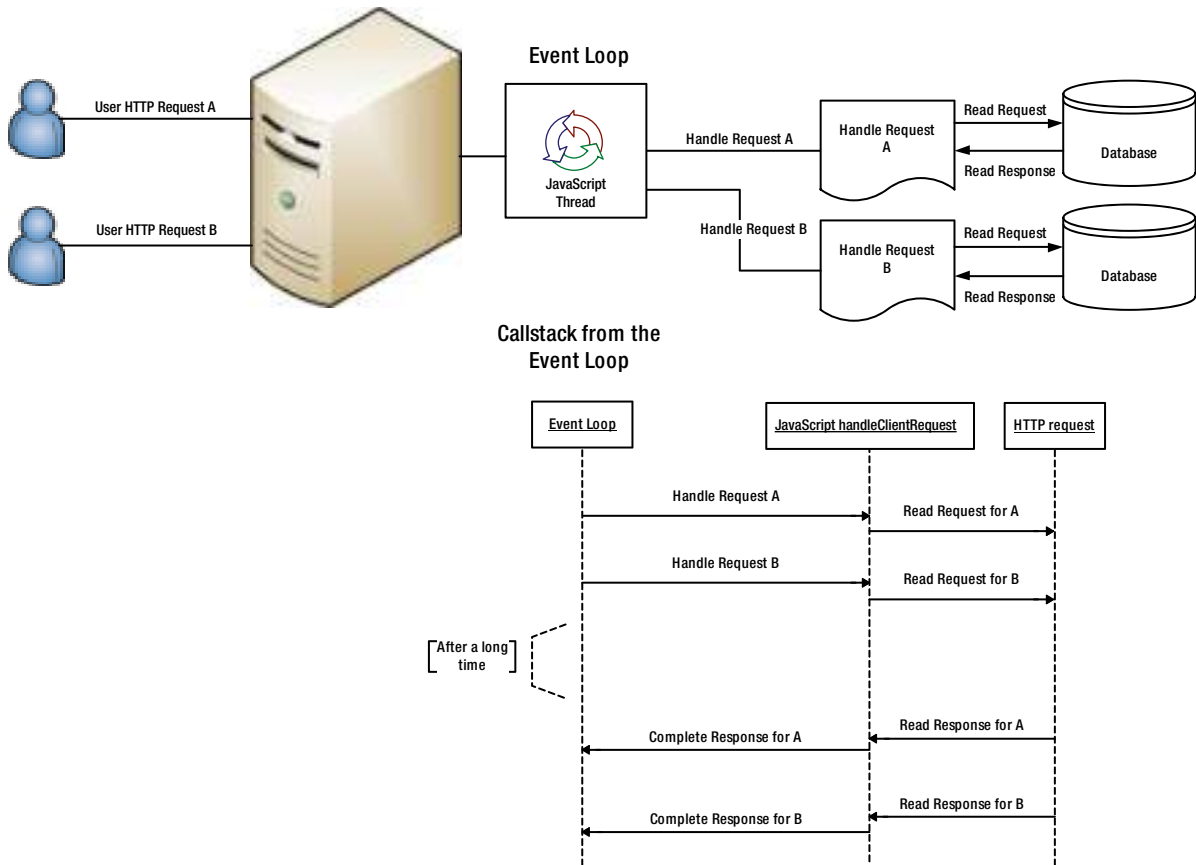 Event Loop
User HTTP Request A
User HTTP Request B
JavaScript
Thread
Handle Request A
Handle Request B
Handle Request
A
Read Request
Read Response
Database
Handle Request
B
Read Request
Read Response
Database
Callstack from the
Event Loop
Event Loop
JavaScript handleClientRequest
HTTP request
Handle Request A
Read Request for A
Handle Request B
Read Request for B
[After a long
time]
Read Response for A
Complete Response for A
Read Response for B
Complete Response for B